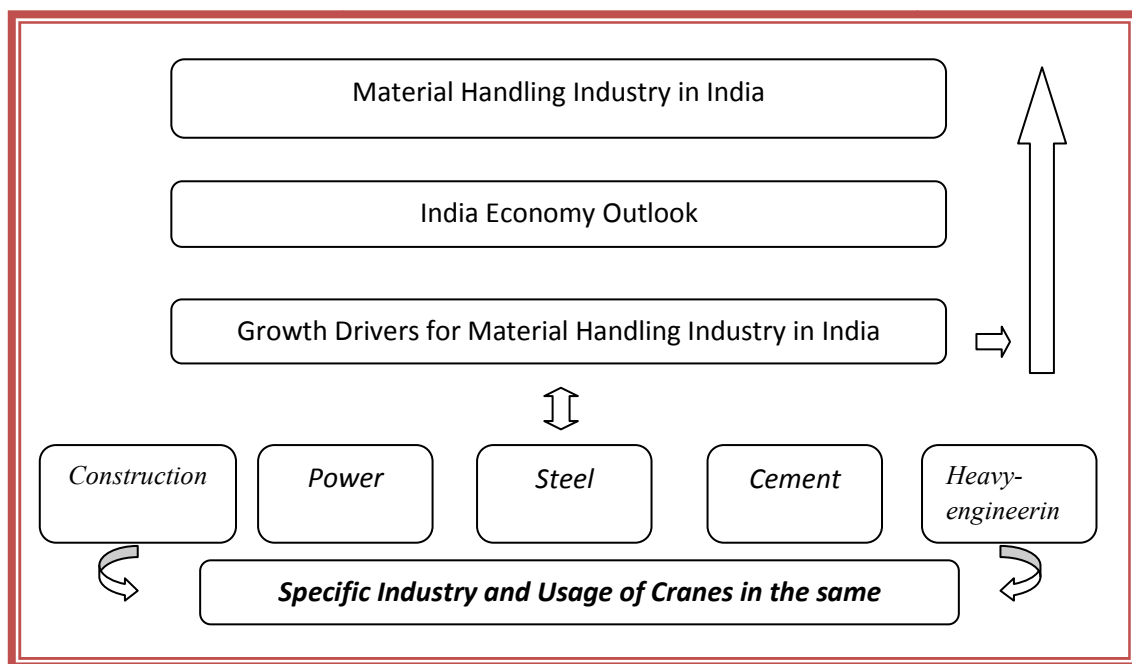 Material Handling Industry in India
India Economy Outlook
Growth Drivers for Material Handling Industry in India
Construction
Power
Steel
Cement
Heavy-
engineerin
Specific Industry and Usage of Cranes in the same